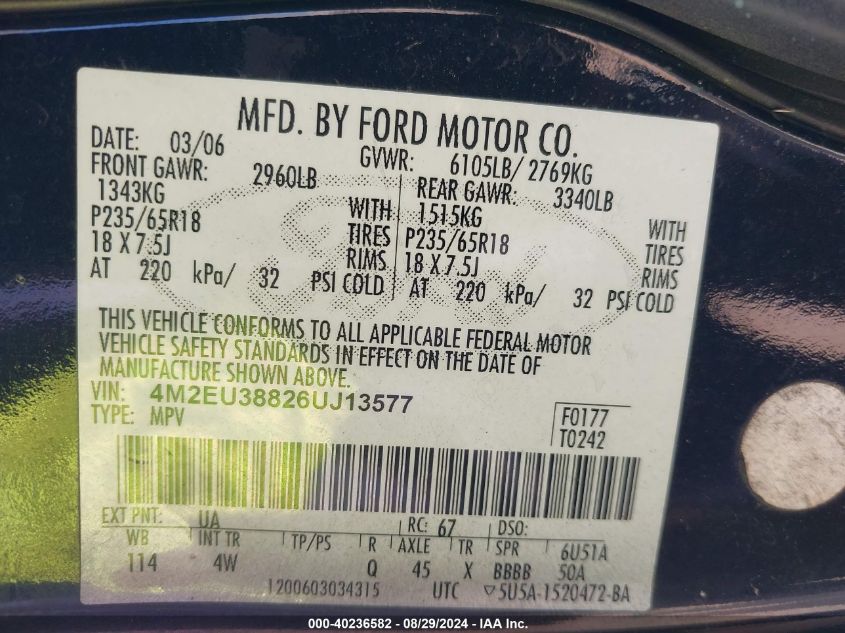 MFD. BY FORD MOTOR CO.
DATE: 03/06 GVWR: 6105LB/ 2769KG
FRONT GAWR: 2960LB REAR GAWR: 3340LB
1343KG WITH 1515KG WITH
P235/65R18 TIRES P235/65R18 TIRES
18 X 7.5J RIMS 18 X 7.5J RIMS
AT 220 kPa/ 32 PSI COLD AT 220 kPa/ 32 PSI COLD
Ford
THIS VEHICLE CONFORMS TO ALL APPLICABLE FEDERAL MOTOR
VEHICLE SAFETY STANDARDS IN EFFECT ON THE DATE OF
MANUFACTURE SHOWN ABOVE.
VIN: 4M2EU38826UJ13577
TYPE: MPV
F0177
T0242
EXT PNT: UA RC: 67 DSO:
WB INT TR TP/PS R AXLE TR SPR 6U51A
114 4W Q 45 X BBBB 50A
1200603034315 UTC ▽5U5A-1520472-BA
000-40236582 - 08/29/2024 - IAA Inc.